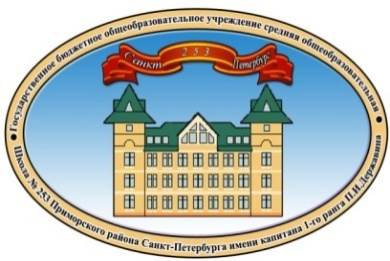 Государственное бюджетное общеобразовательное учреждение средняя общеобразовательная
Школа № 253 Приморского района Санкт-Петербурга имени капитана 1-го ранга П.И.Державина
Санкт 253 Петербург